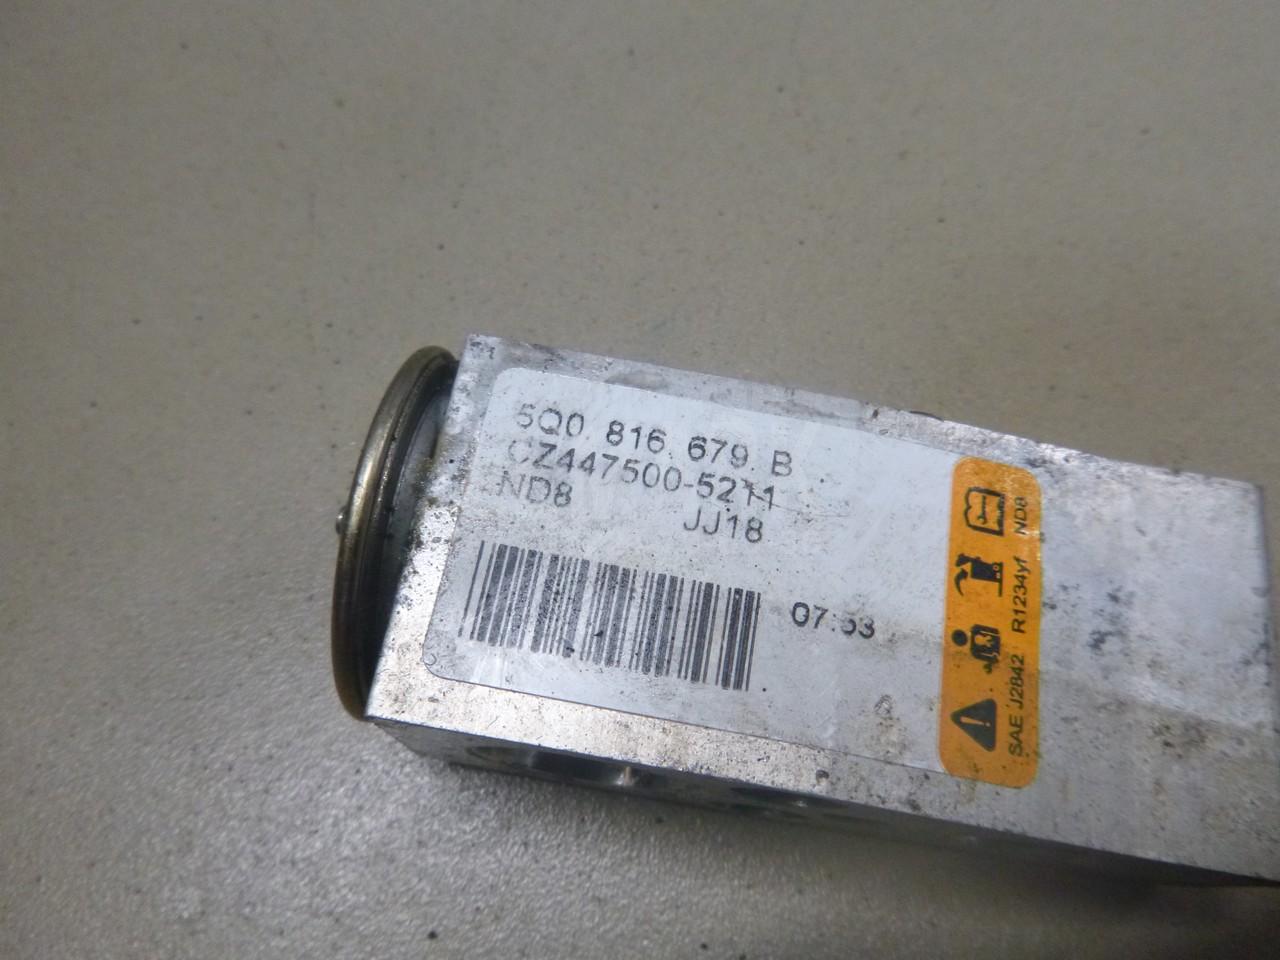 5Q0. 816. 679. B
CZ447500-5211
ND8 JJ18
07:53
SAE J2842 R1234yf ND8